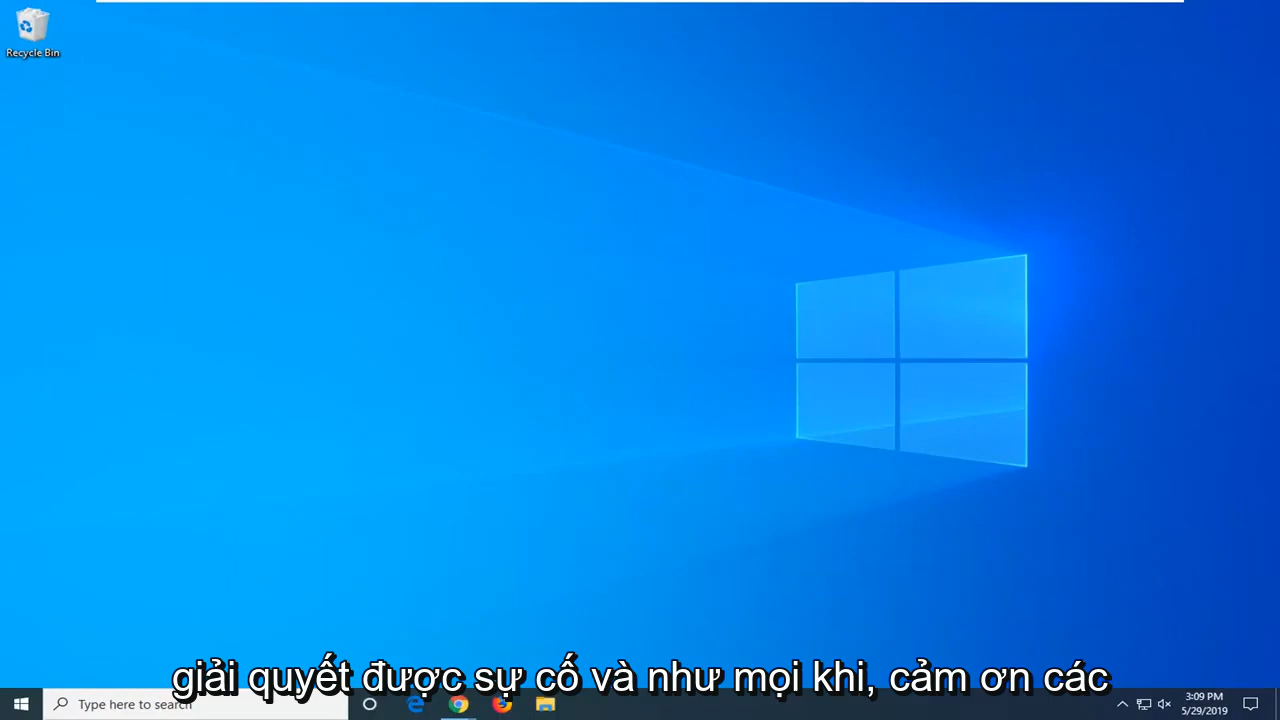 Recycle Bin
giải quyết được sự cố và như mọi khi, cảm ơn các
Type here to search
3:09 PM
5/29/2019